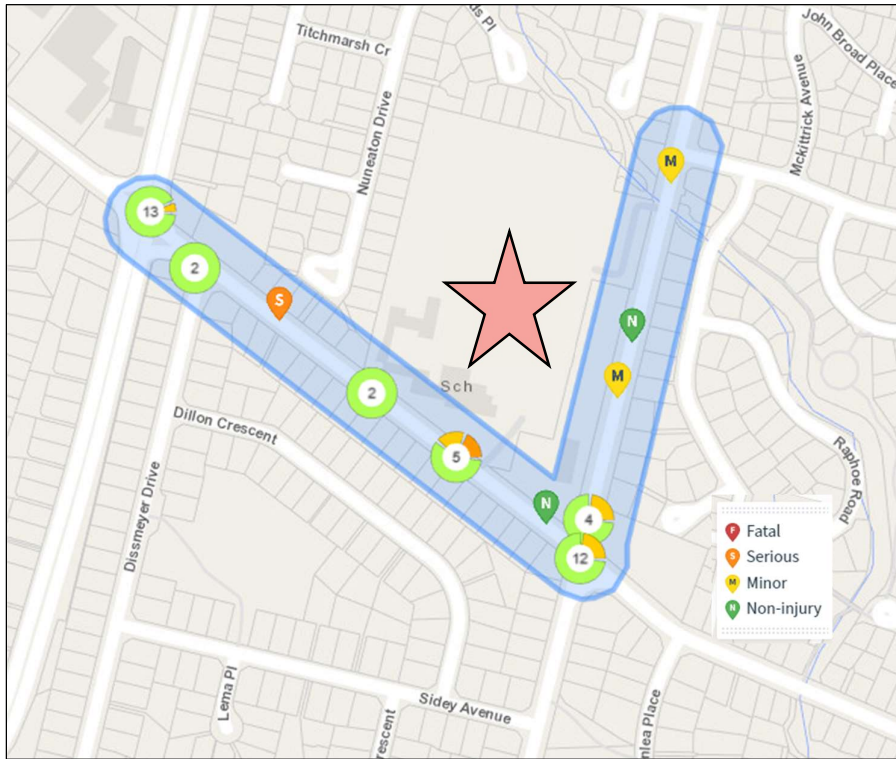 Titchmarsh Cr
John Broad Place
Mckittrick Avenue
Nuneaton Drive
M
13
2
S
N
M
2
Sch
Dillon Crescent
5
Raphoe Road
N
4
12
Dissmeyer Drive
F Fatal
S Serious
M Minor
N Non-injury
Lema Pl
Sidey Avenue